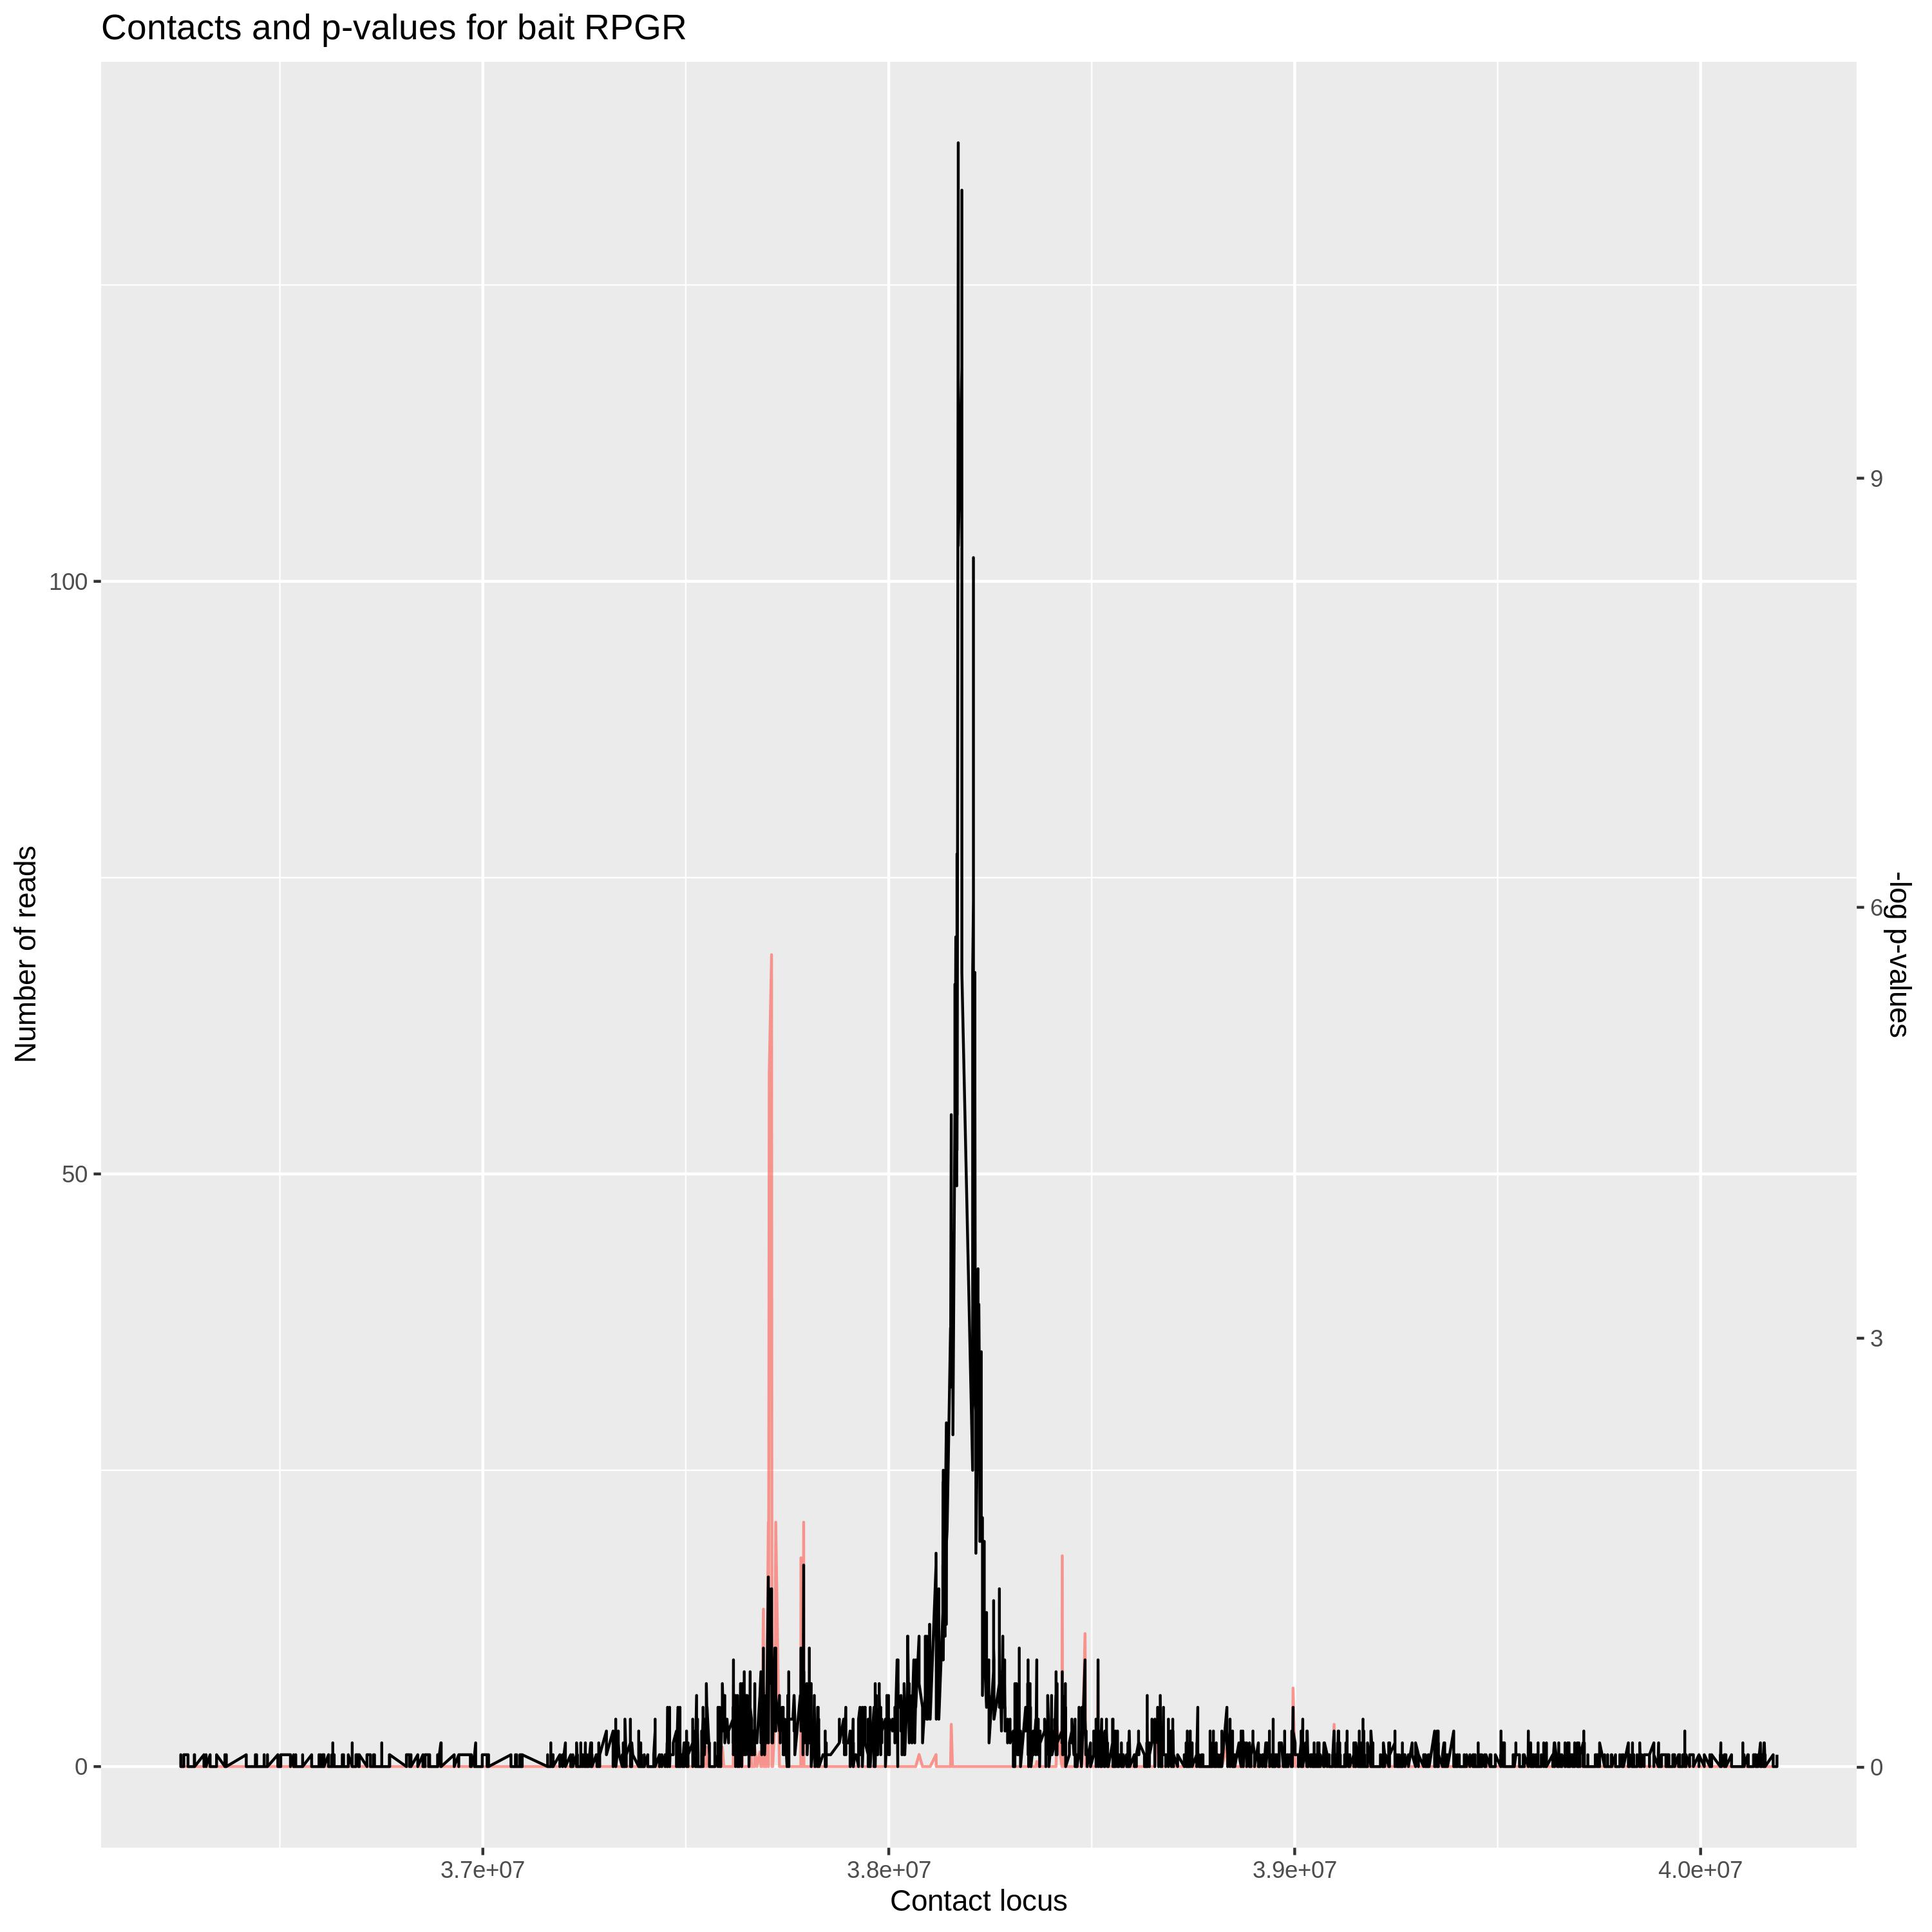 Contacts and p-values for bait RPGR
100
50
0
Number of reads
9
6
3
0
-log p-values
3.7e+07 3.8e+07 3.9e+07 4.0e+07
Contact locus